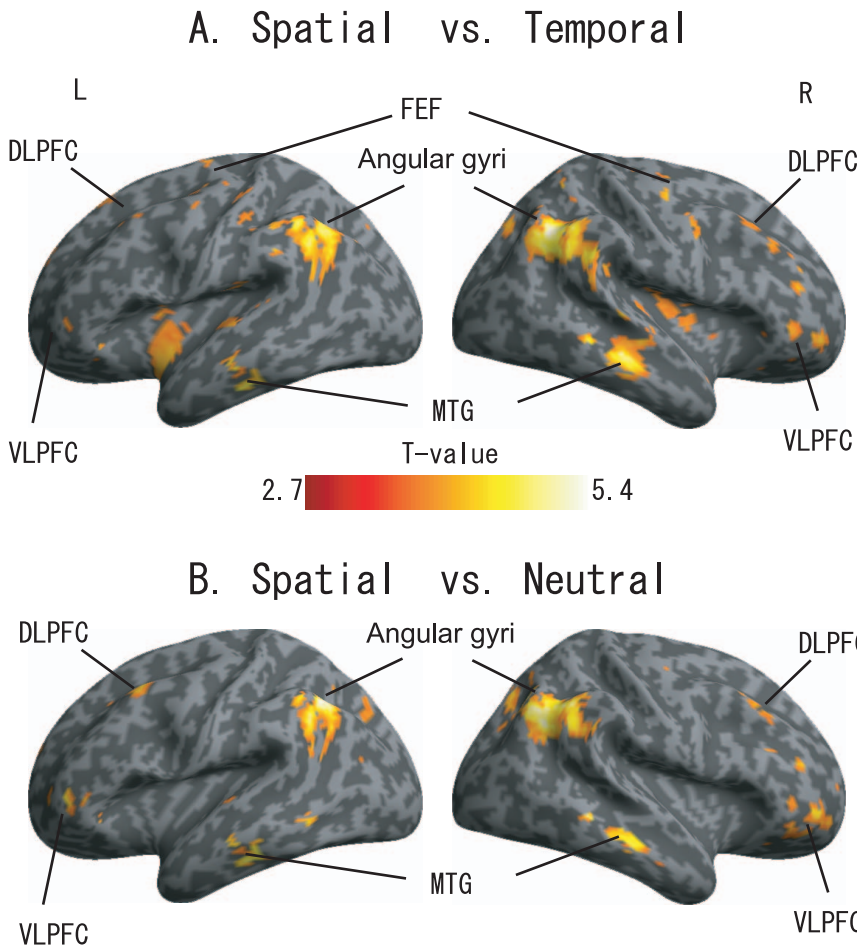 A. Spatial vs. Temporal
L
R
FEF
DLPFC
Angular gyri
DLPFC
MTG
VLPFC
VLPFC
T-value
2.7
5.4
B. Spatial vs. Neutral
DLPFC
Angular gyri
DLPFC
MTG
VLPFC
VLPFC